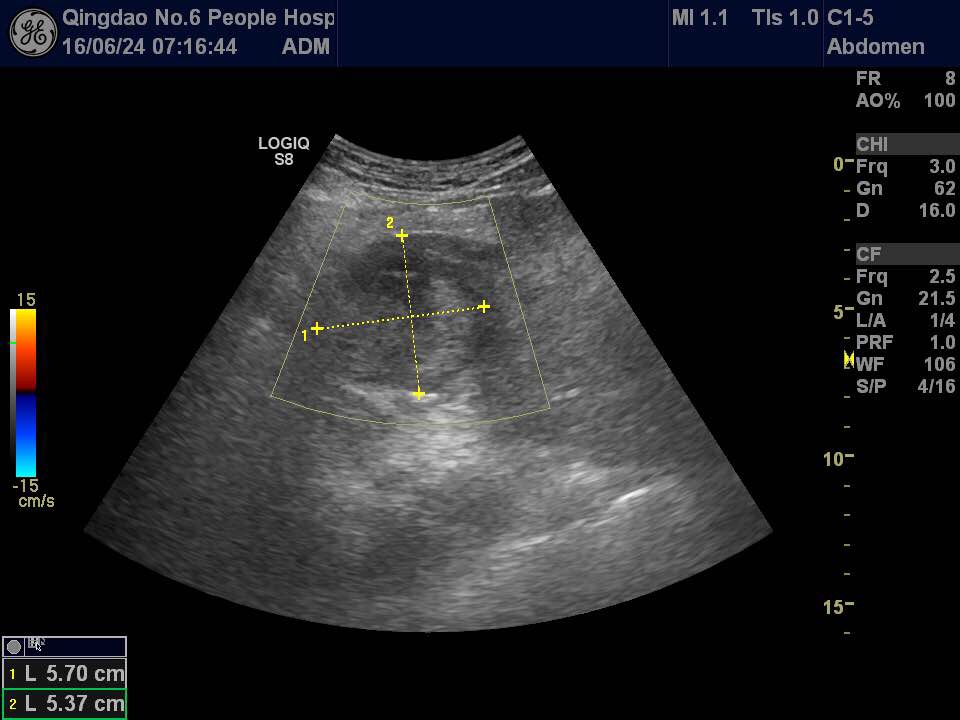 Qingdao No.6 People Hosp
16/06/24 07:16:44 ADM
MI 1.1 TIs 1.0
C1-5
Abdomen
FR 8
AO% 100
CHI
Frq 3.0
Gn 62
D 16.0
CF
Frq 2.5
Gn 21.5
L/A 1/4
PRF 1.0
WF 106
S/P 4/16
LOGIQ
S8
0
5
10
15
2
1
15
-15
cm/s
1 L 5.70 cm
2 L 5.37 cm